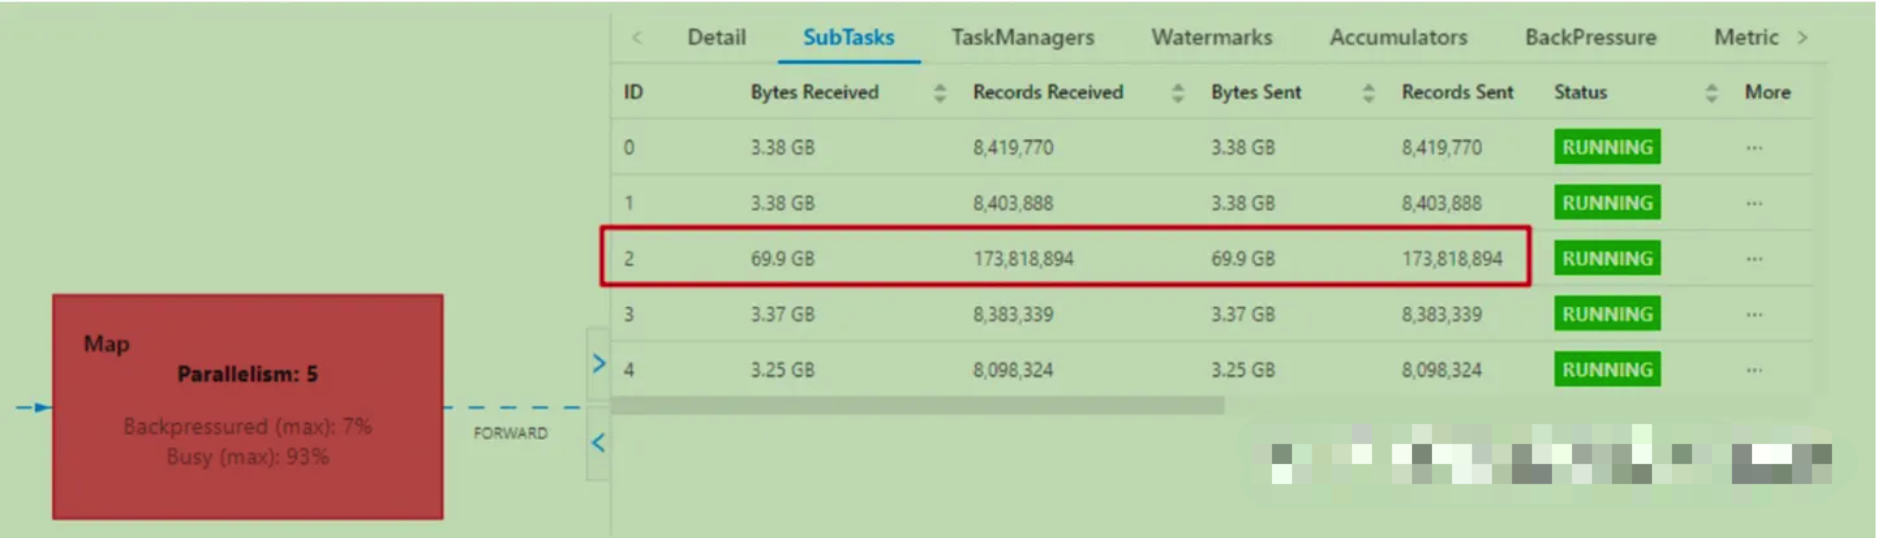 Detail SubTasks TaskManagers Watermarks Accumulators BackPressure Metric
ID Bytes Received Records Received Bytes Sent Records Sent Status More
0 3.38 GB 8,419,770 3.38 GB 8,419,770 RUNNING ...
1 3.38 GB 8,403,888 3.38 GB 8,403,888 RUNNING ...
2 69.9 GB 173,818,894 69.9 GB 173,818,894 RUNNING ...
3 3.37 GB 8,383,339 3.37 GB 8,383,339 RUNNING ...
4 3.25 GB 8,098,324 3.25 GB 8,098,324 RUNNING ...
Map
Parallelism: 5
Backpressured (max): 7%
Busy (max): 93%
FORWARD